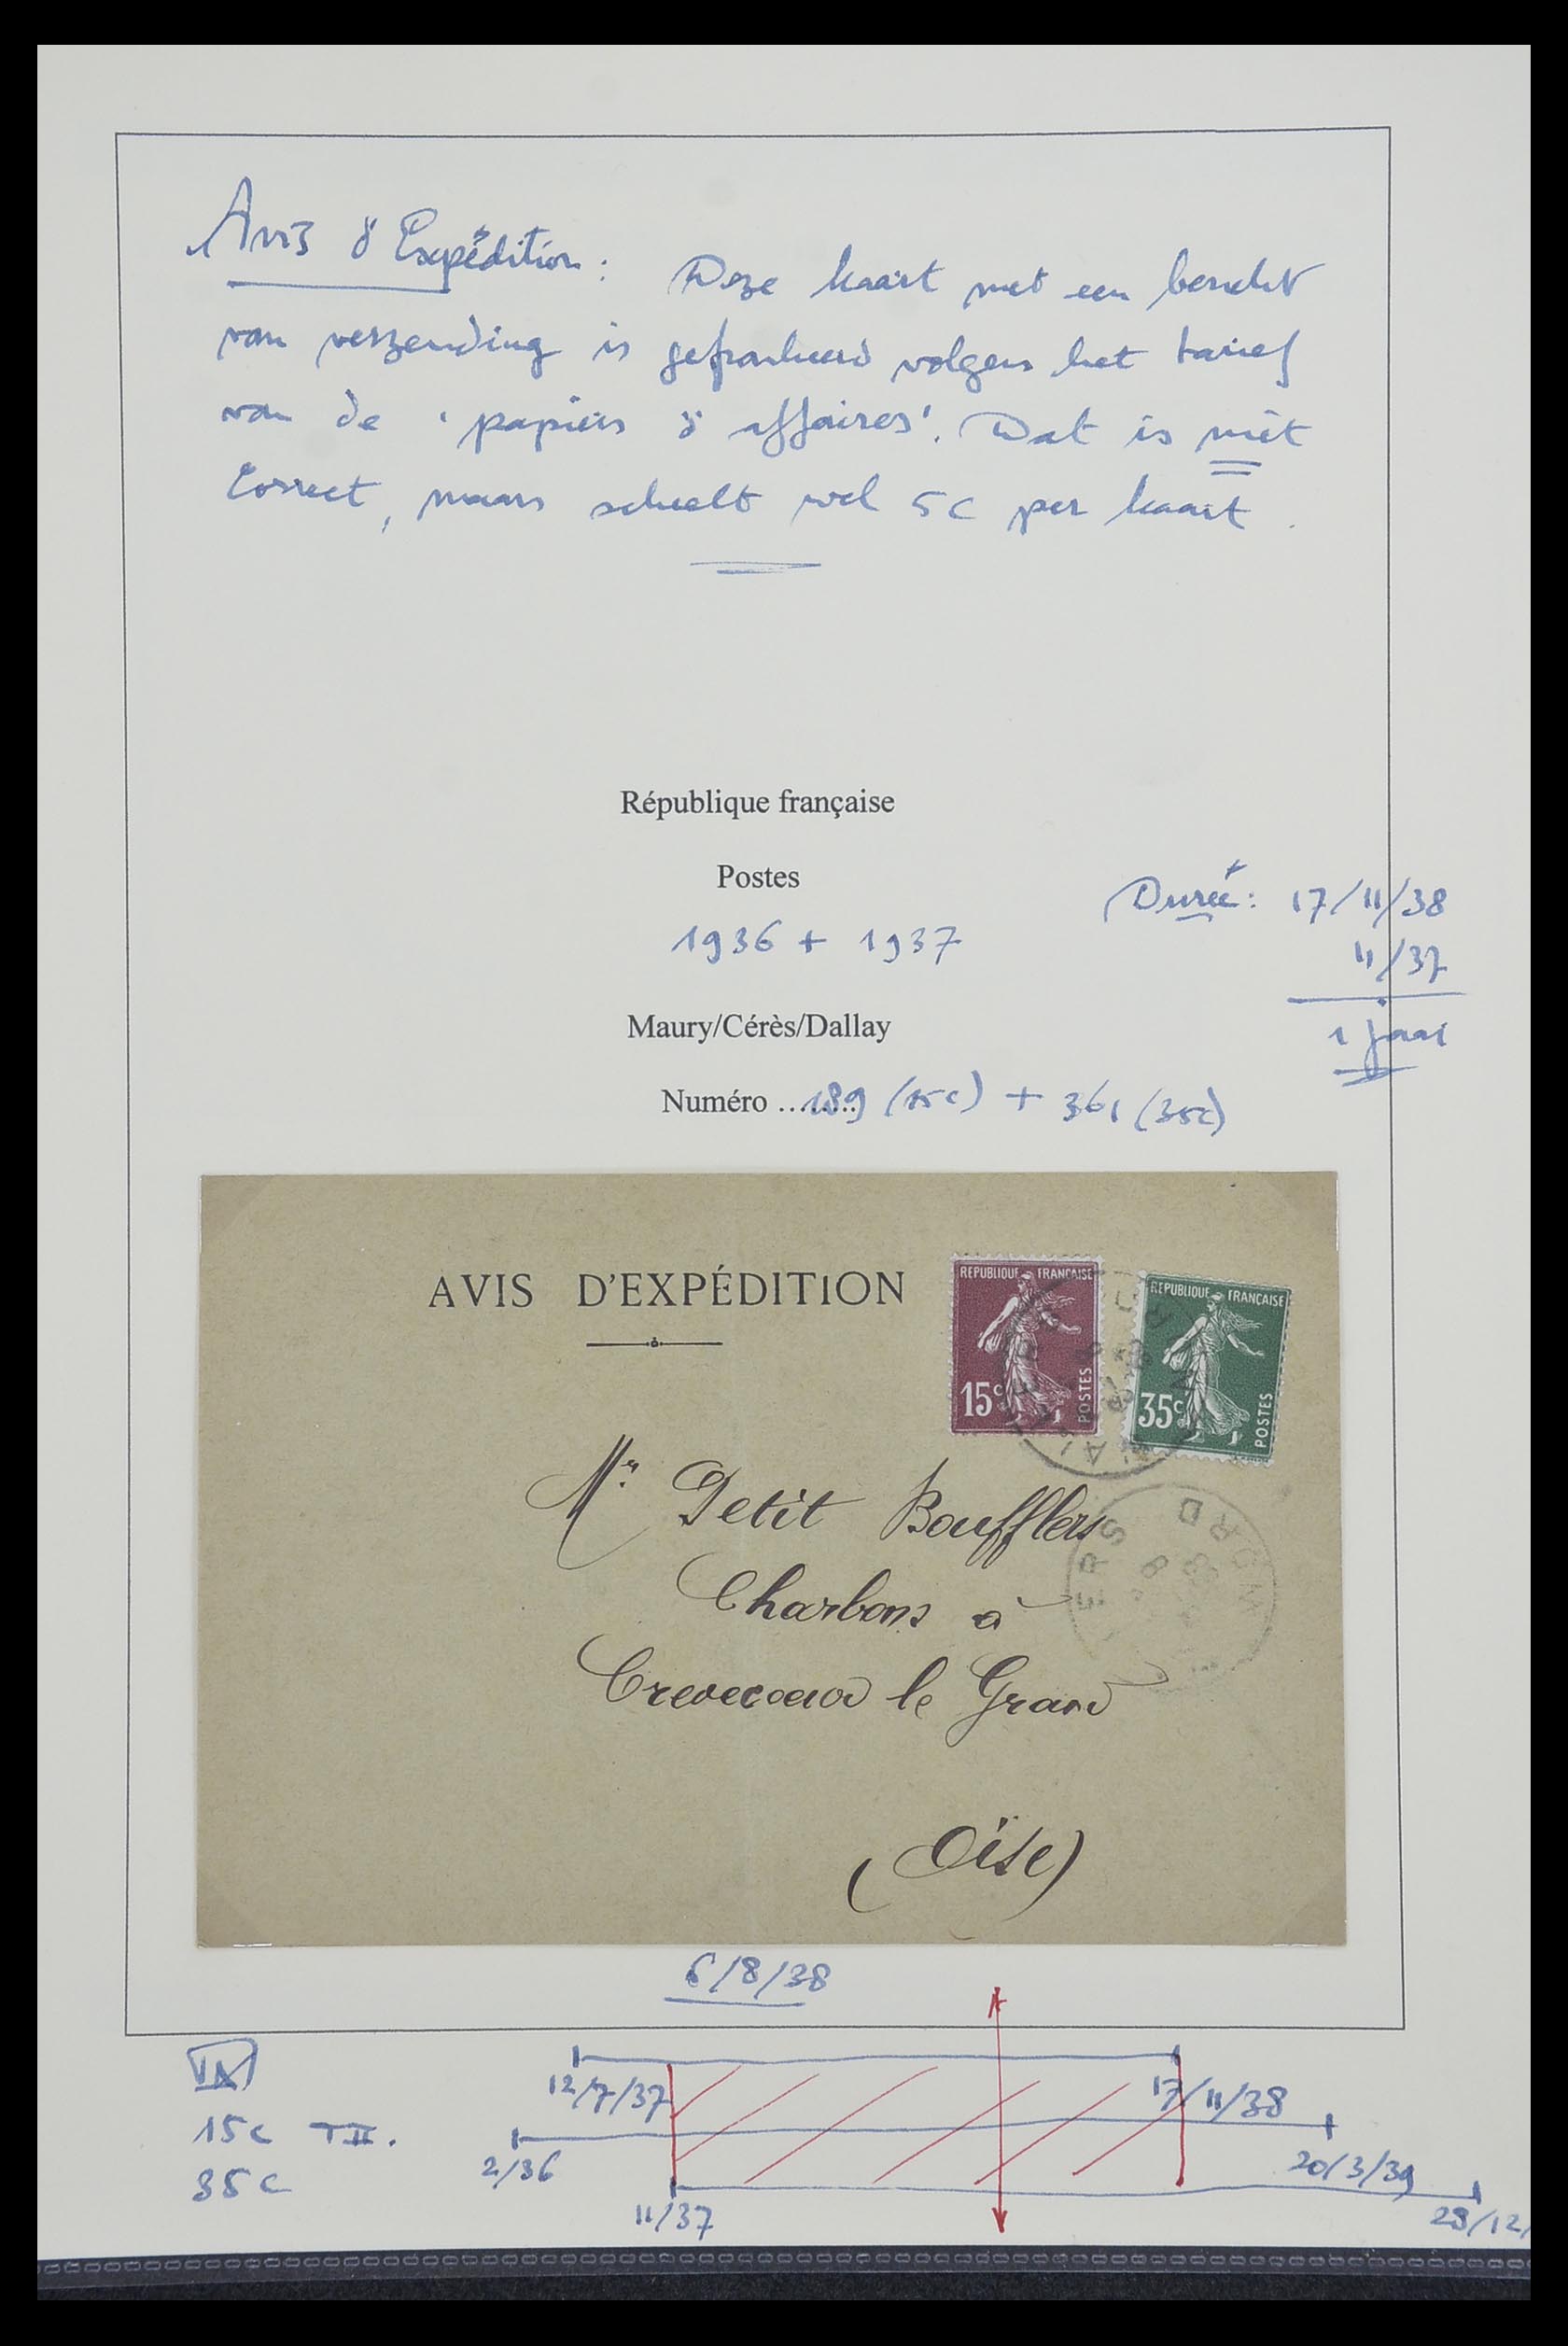 Avis d'Expédition: Deze kaart met een bericht
van verzending is gefrankeerd volgens het tarief
van de 'papiers d'affaires'. Dat is niet
correct, maar scheelt wel 5c per kaart.
République française
Postes
1936 + 1937
Durée: 17/11/38
11/37
1 jaar
Maury/Cérès/Dallay
Numéro ........ 189 (15c) + 361 (35c)
AVIS D'EXPÉDITION
REPUBLIQUE FRANÇAISE
15c POSTES
REPUBLIQUE FRANÇAISE
35c POSTES
Mr Petit Boufflers
Charbons à
Crevecoeur le Grand
(Oise)
6/8/38
12/7/37 17/11/38
15c TII.
2/36 20/3/39
35c
11/37 29/12/